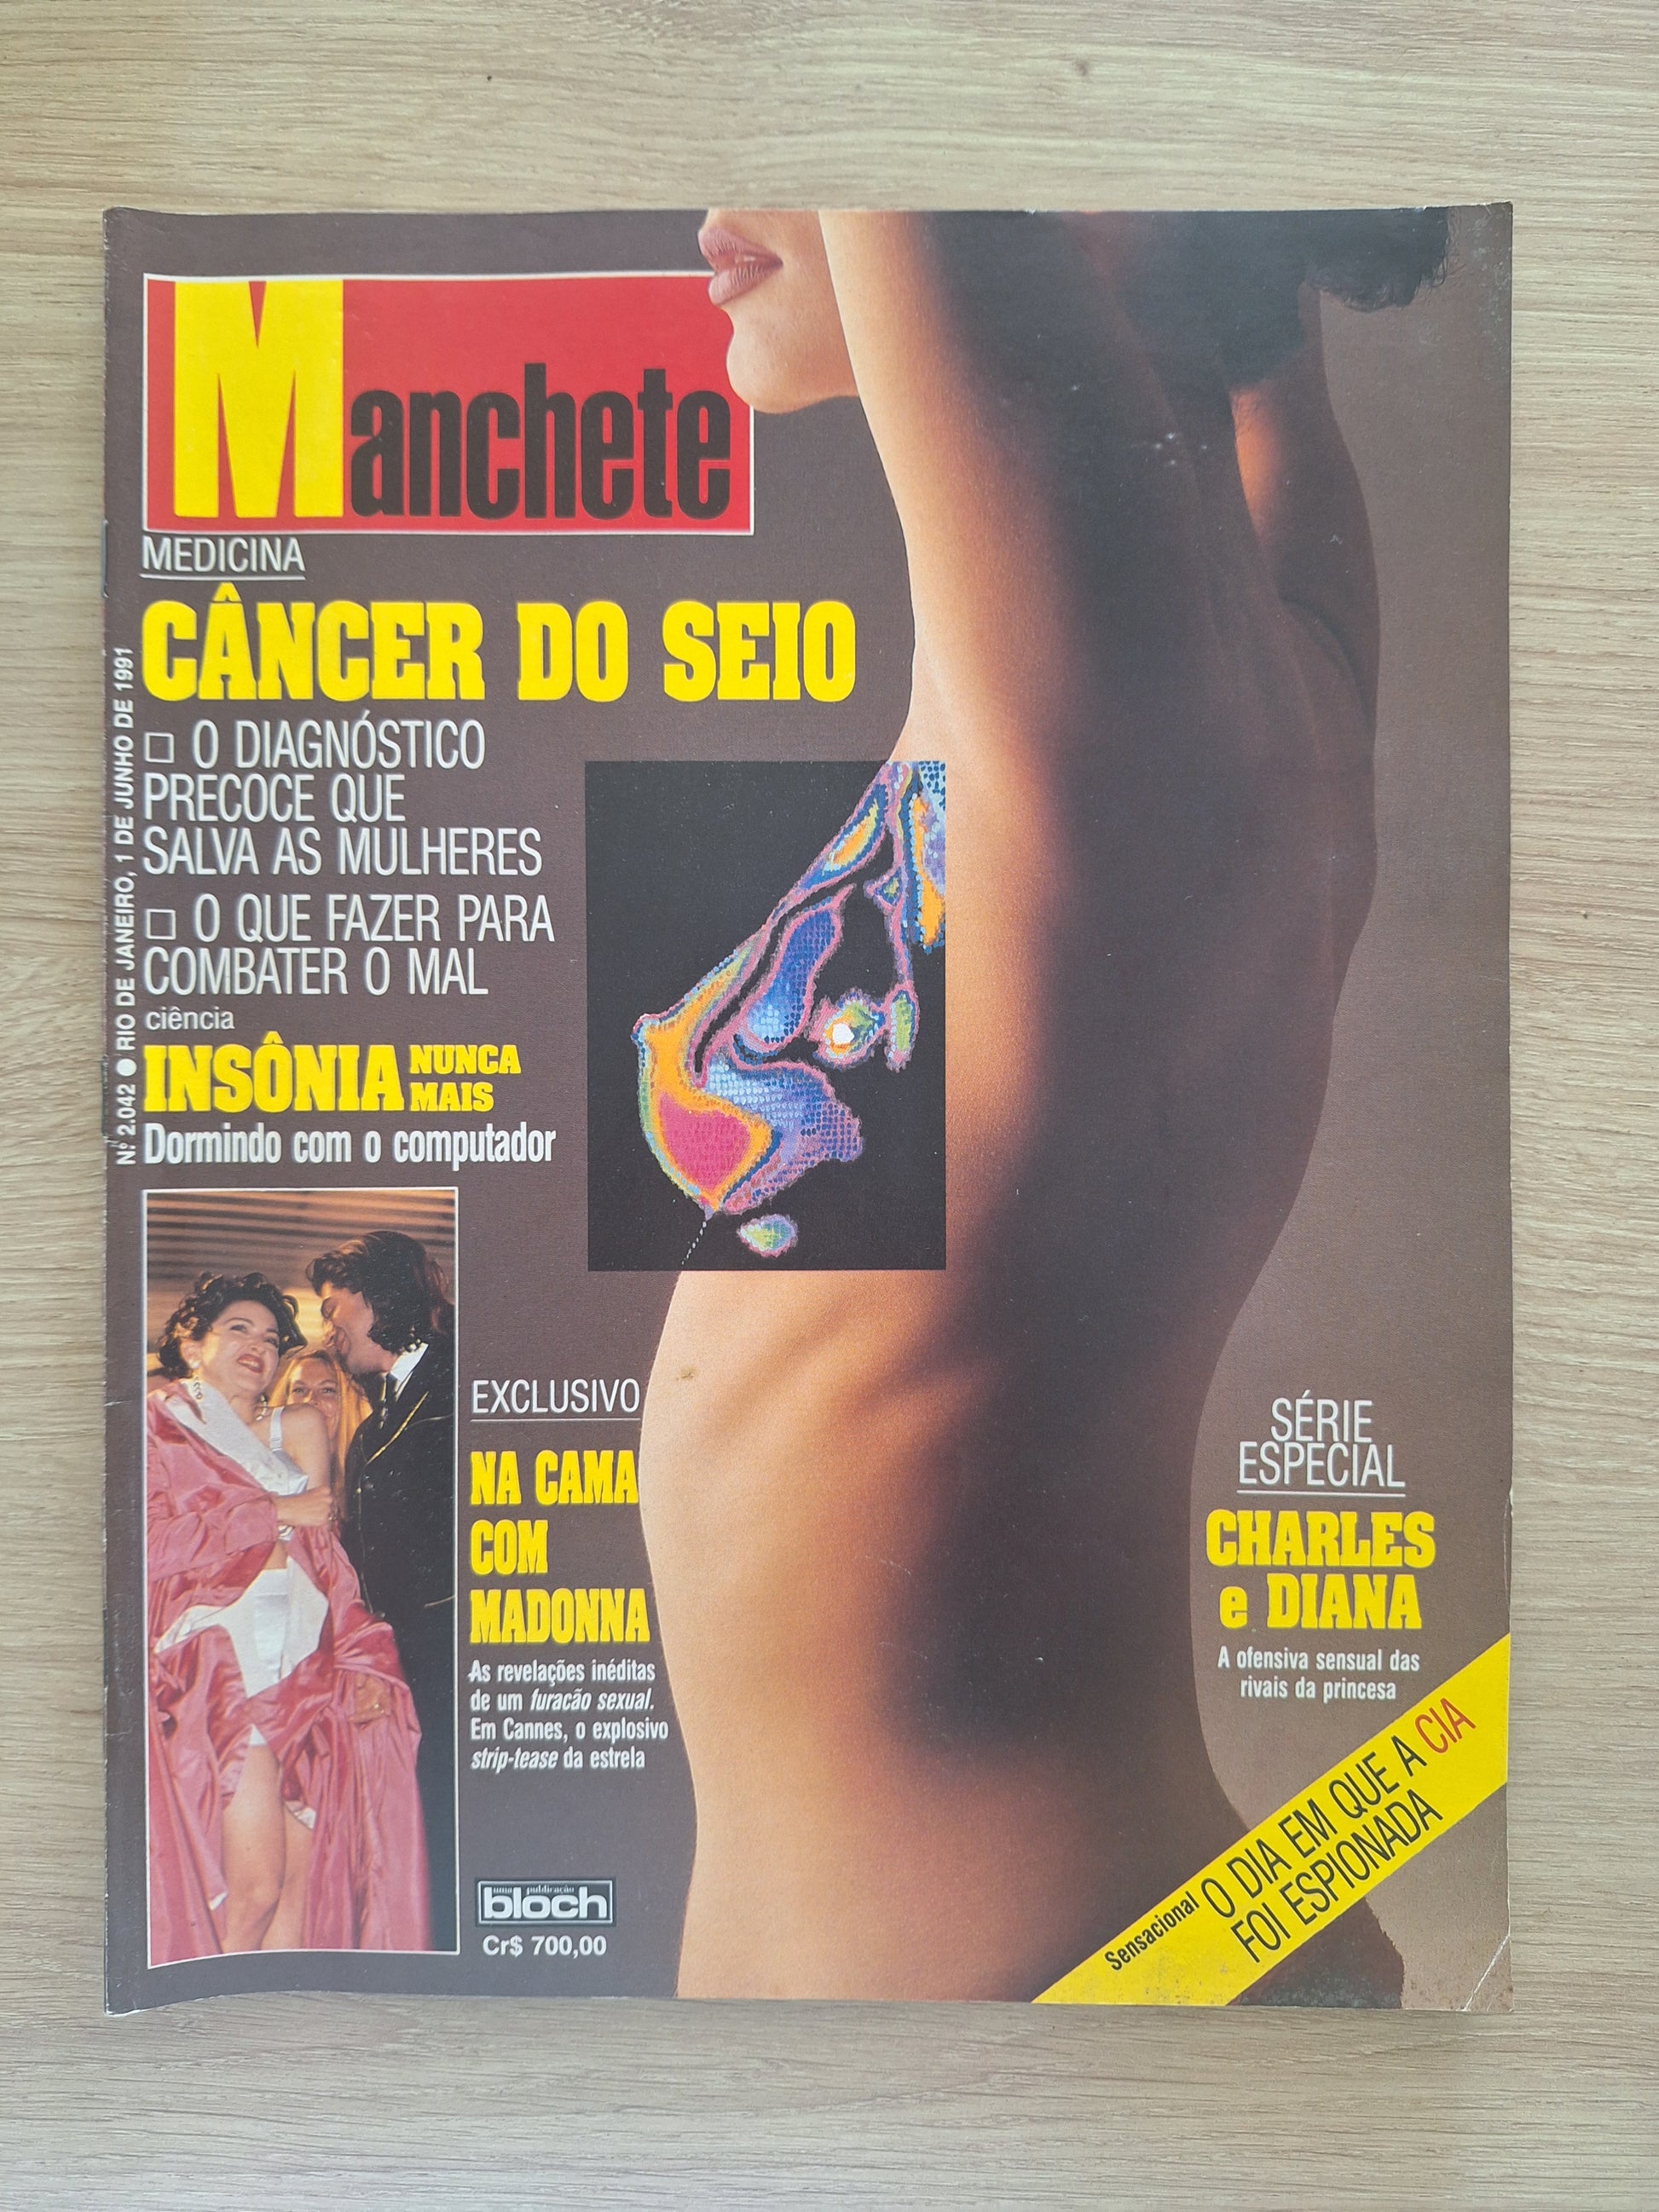 Manchete
MEDICINA
CÂNCER DO SEIO
□ O DIAGNÓSTICO
PRECOCE QUE
SALVA AS MULHERES
□ O QUE FAZER PARA
COMBATER O MAL
ciência
INSÔNIA NUNCA
MAIS
Dormindo com o computador
Nº 2.042 ● RIO DE JANEIRO, 1 DE JUNHO DE 1991
EXCLUSIVO
NA CAMA
COM
MADONNA
As revelações inéditas
de um furacão sexual.
Em Cannes, o explosivo
strip-tease da estrela
uma publicação
bloch
Cr$ 700,00
SÉRIE
ESPECIAL
CHARLES
e DIANA
A ofensiva sensual das
rivais da princesa
Sensacional O DIA EM QUE A CIA
FOI ESPIONADA